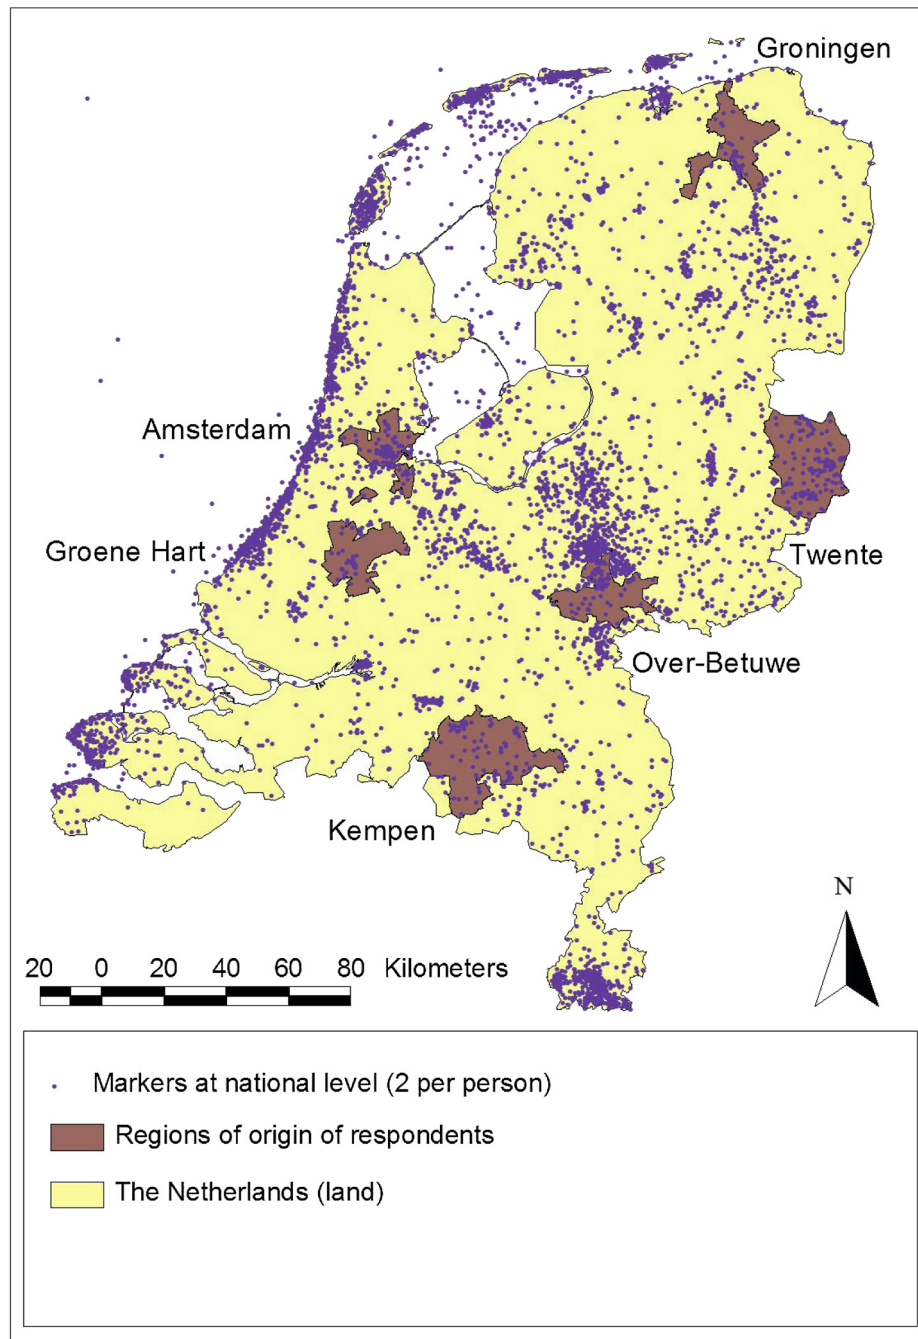 Groningen
Amsterdam
Groene Hart
Twente
Over-Betuwe
Kempen
N
20 0 20 40 60 80 Kilometers
Markers at national level (2 per person)
Regions of origin of respondents
The Netherlands (land)